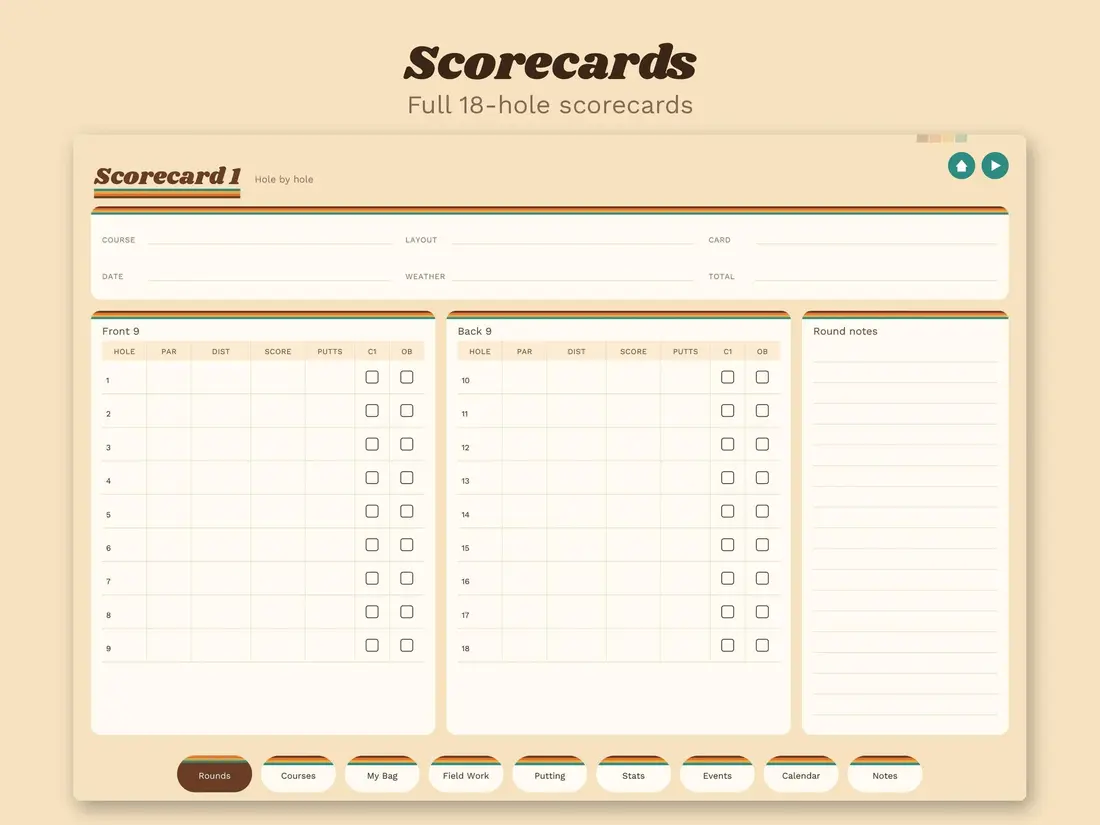 Scorecards
Full 18-hole scorecards
Scorecard 1
Hole by hole
COURSE LAYOUT CARD
DATE WEATHER TOTAL
Front 9
HOLE PAR DIST SCORE PUTTS C1 OB
1
2
3
4
5
6
7
8
9
Back 9
HOLE PAR DIST SCORE PUTTS C1 OB
10
11
12
13
14
15
16
17
18
Round notes
Rounds Courses My Bag Field Work Putting Stats Events Calendar Notes